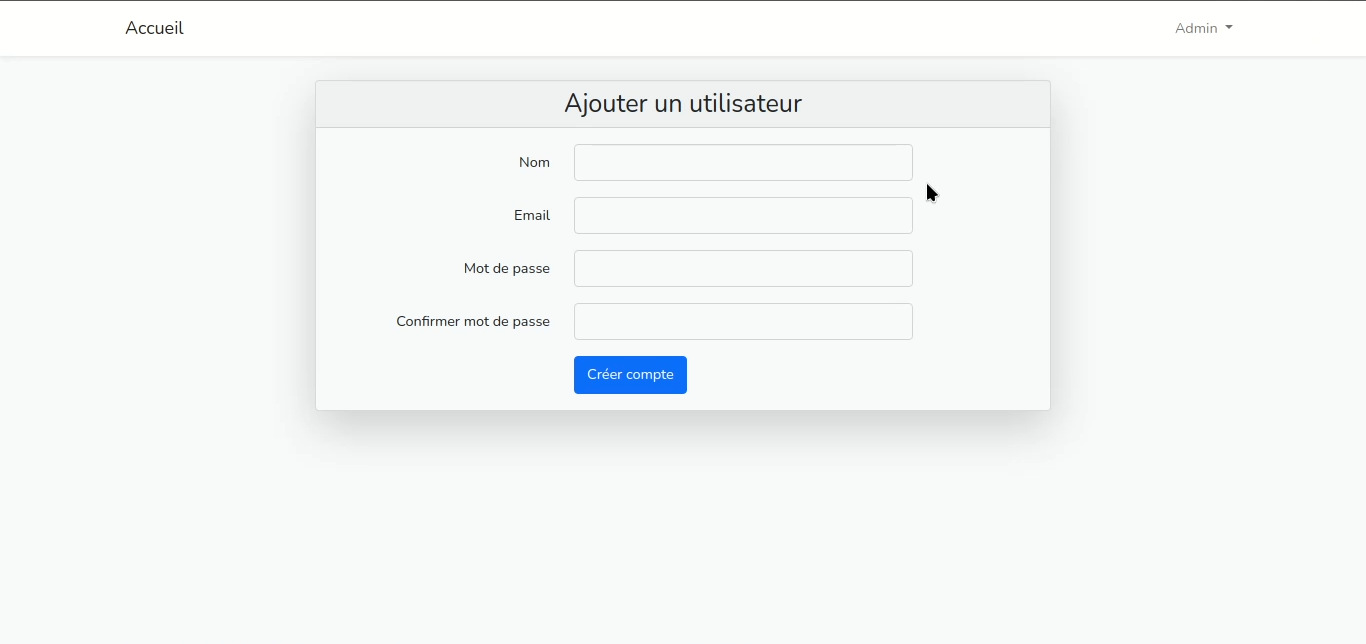 Accueil
Admin
Ajouter un utilisateur
Nom
Email
Mot de passe
Confirmer mot de passe
Créer compte